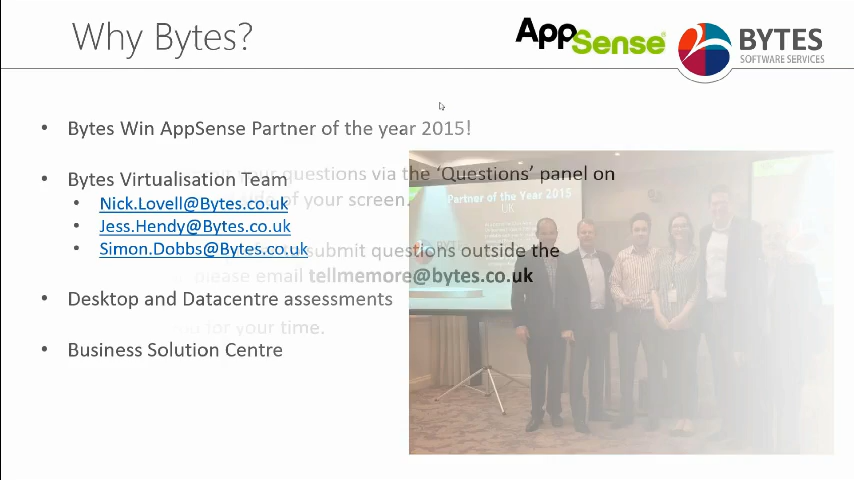 Why Bytes?
AppSense
BYTES
SOFTWARE SERVICES
• Bytes Win AppSense Partner of the year 2015!
• Bytes Virtualisation Team
• Nick.Lovell@Bytes.co.uk
• Jess.Hendy@Bytes.co.uk
• Simon.Dobbs@Bytes.co.uk
• Desktop and Datacentre assessments
• Business Solution Centre
questions via the ‘Questions’ panel on
of your screen.
submit questions outside the
please email tellmemore@bytes.co.uk
for your time.
Partner of the Year 2015
UK